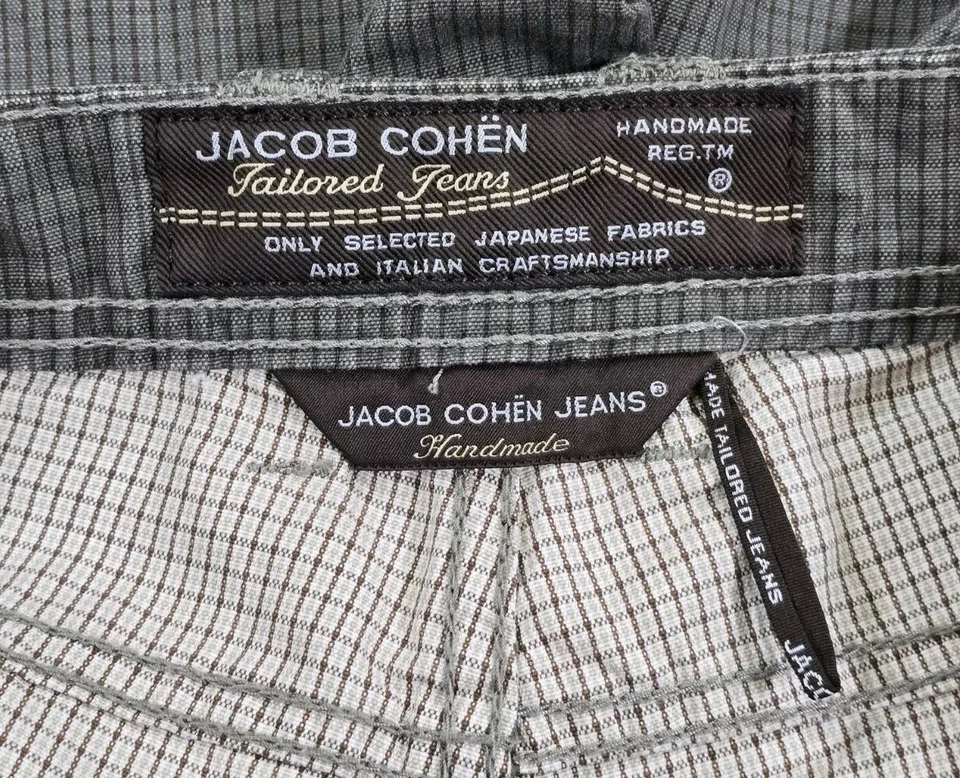 JACOB COHËN
Tailored Jeans
HANDMADE
REG.TM
®
ONLY SELECTED JAPANESE FABRICS
AND ITALIAN CRAFTSMANSHIP
JACOB COHËN JEANS®
Handmade
MADE TAILORED JEANS
JACO